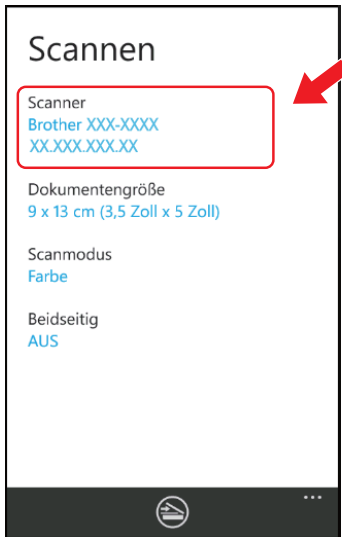 Scannen
Scanner
Brother XXX-XXXX
XX.XXX.XXX.XX
Dokumentengröße
9 x 13 cm (3,5 Zoll x 5 Zoll)
Scanmodus
Farbe
Beidseitig
AUS